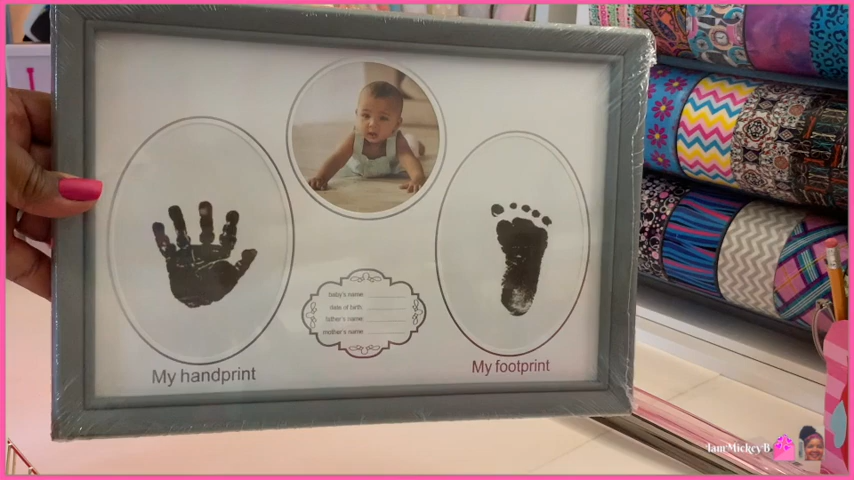 baby's name:
date of birth:
father's name:
mother's name:
My handprint
My footprint
IamMickeyB